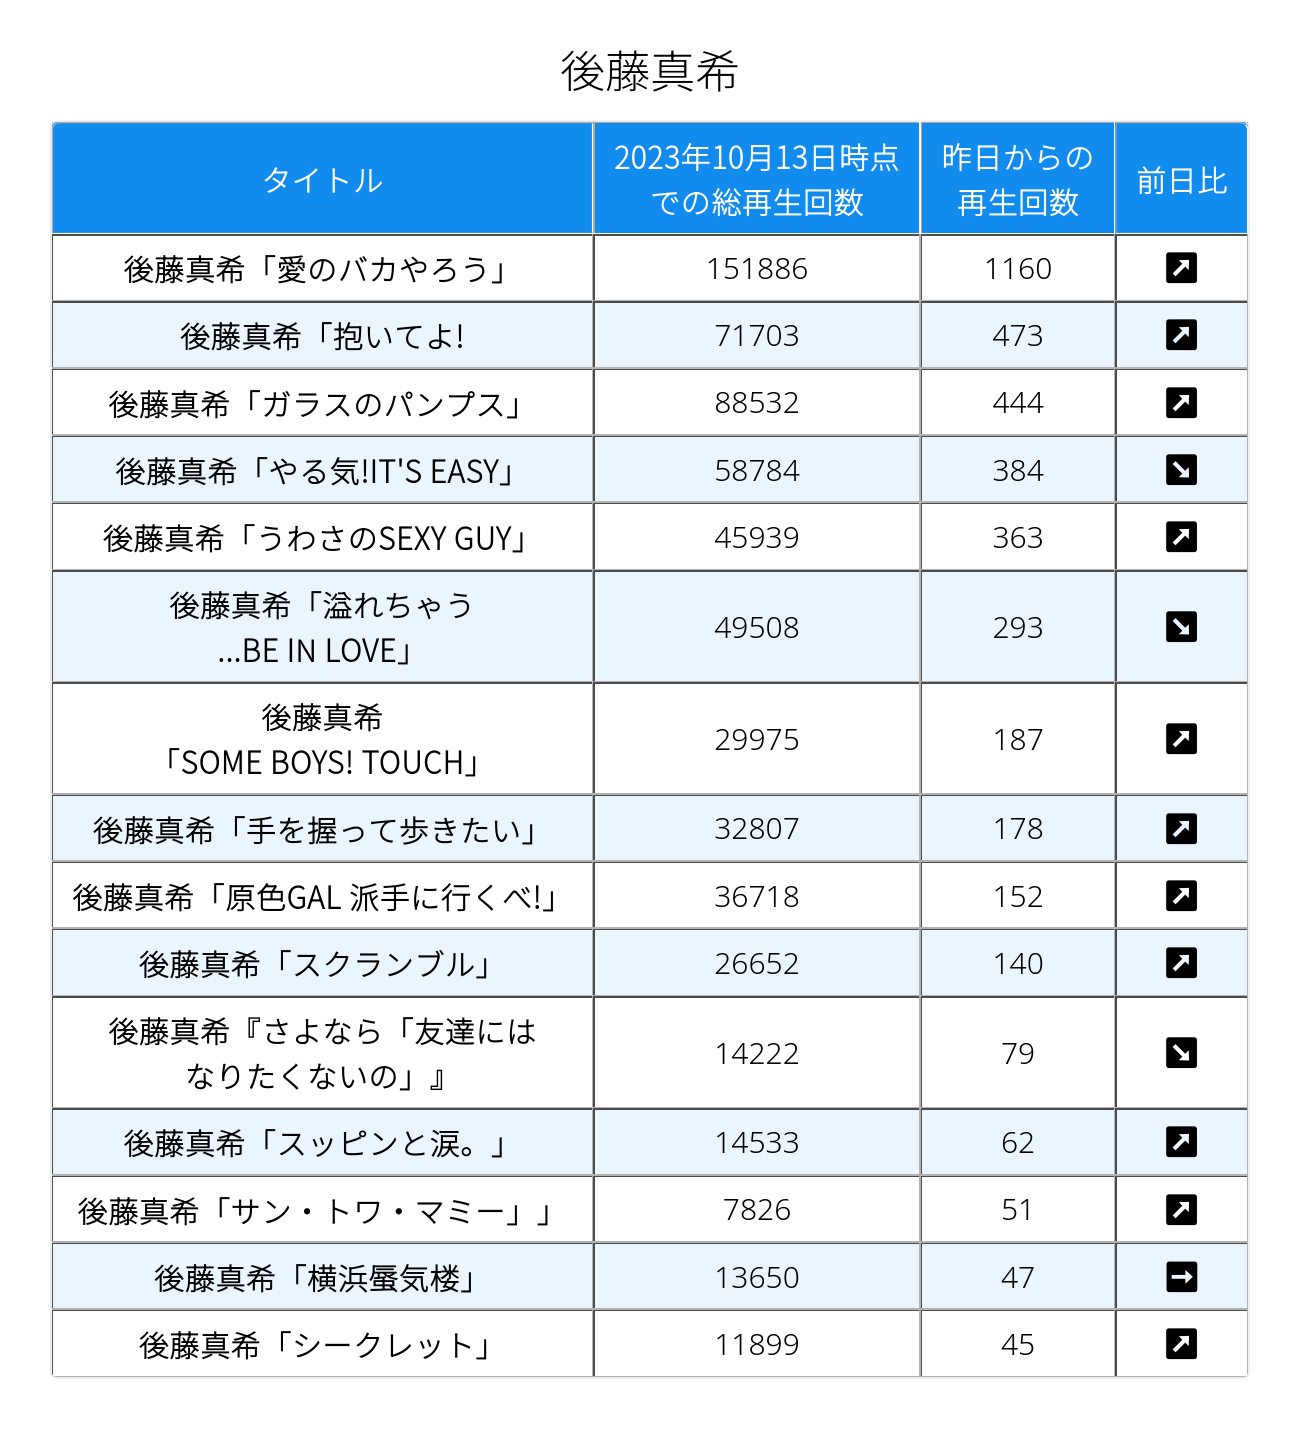 後藤真希
タイトル
2023年10月13日時点
での総再生回数
昨日からの
再生回数
前日比
後藤真希「愛のバカやろう」 151886 1160
後藤真希「抱いてよ! 71703 473
後藤真希「ガラスのパンプス」 88532 444
後藤真希「やる気!IT'S EASY」 58784 384
後藤真希「うわさのSEXY GUY」 45939 363
後藤真希「溢れちゃう
...BE IN LOVE」 49508 293
後藤真希
「SOME BOYS! TOUCH」 29975 187
後藤真希「手を握って歩きたい」 32807 178
後藤真希「原色GAL 派手に行くべ!」 36718 152
後藤真希「スクランブル」 26652 140
後藤真希『さよなら「友達には
なりたくないの」』 14222 79
後藤真希「スッピンと涙。」 14533 62
後藤真希「サン・トワ・マミー」」 7826 51
後藤真希「横浜蜃気楼」 13650 47
後藤真希「シークレット」 11899 45